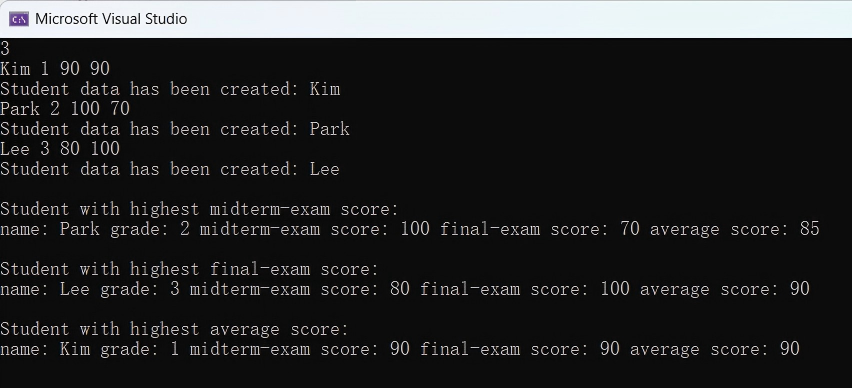 Microsoft Visual Studio
3
Kim 1 90 90
Student data has been created: Kim
Park 2 100 70
Student data has been created: Park
Lee 3 80 100
Student data has been created: Lee
Student with highest midterm-exam score:
name: Park grade: 2 midterm-exam score: 100 final-exam score: 70 average score: 85
Student with highest final-exam score:
name: Lee grade: 3 midterm-exam score: 80 final-exam score: 100 average score: 90
Student with highest average score:
name: Kim grade: 1 midterm-exam score: 90 final-exam score: 90 average score: 90